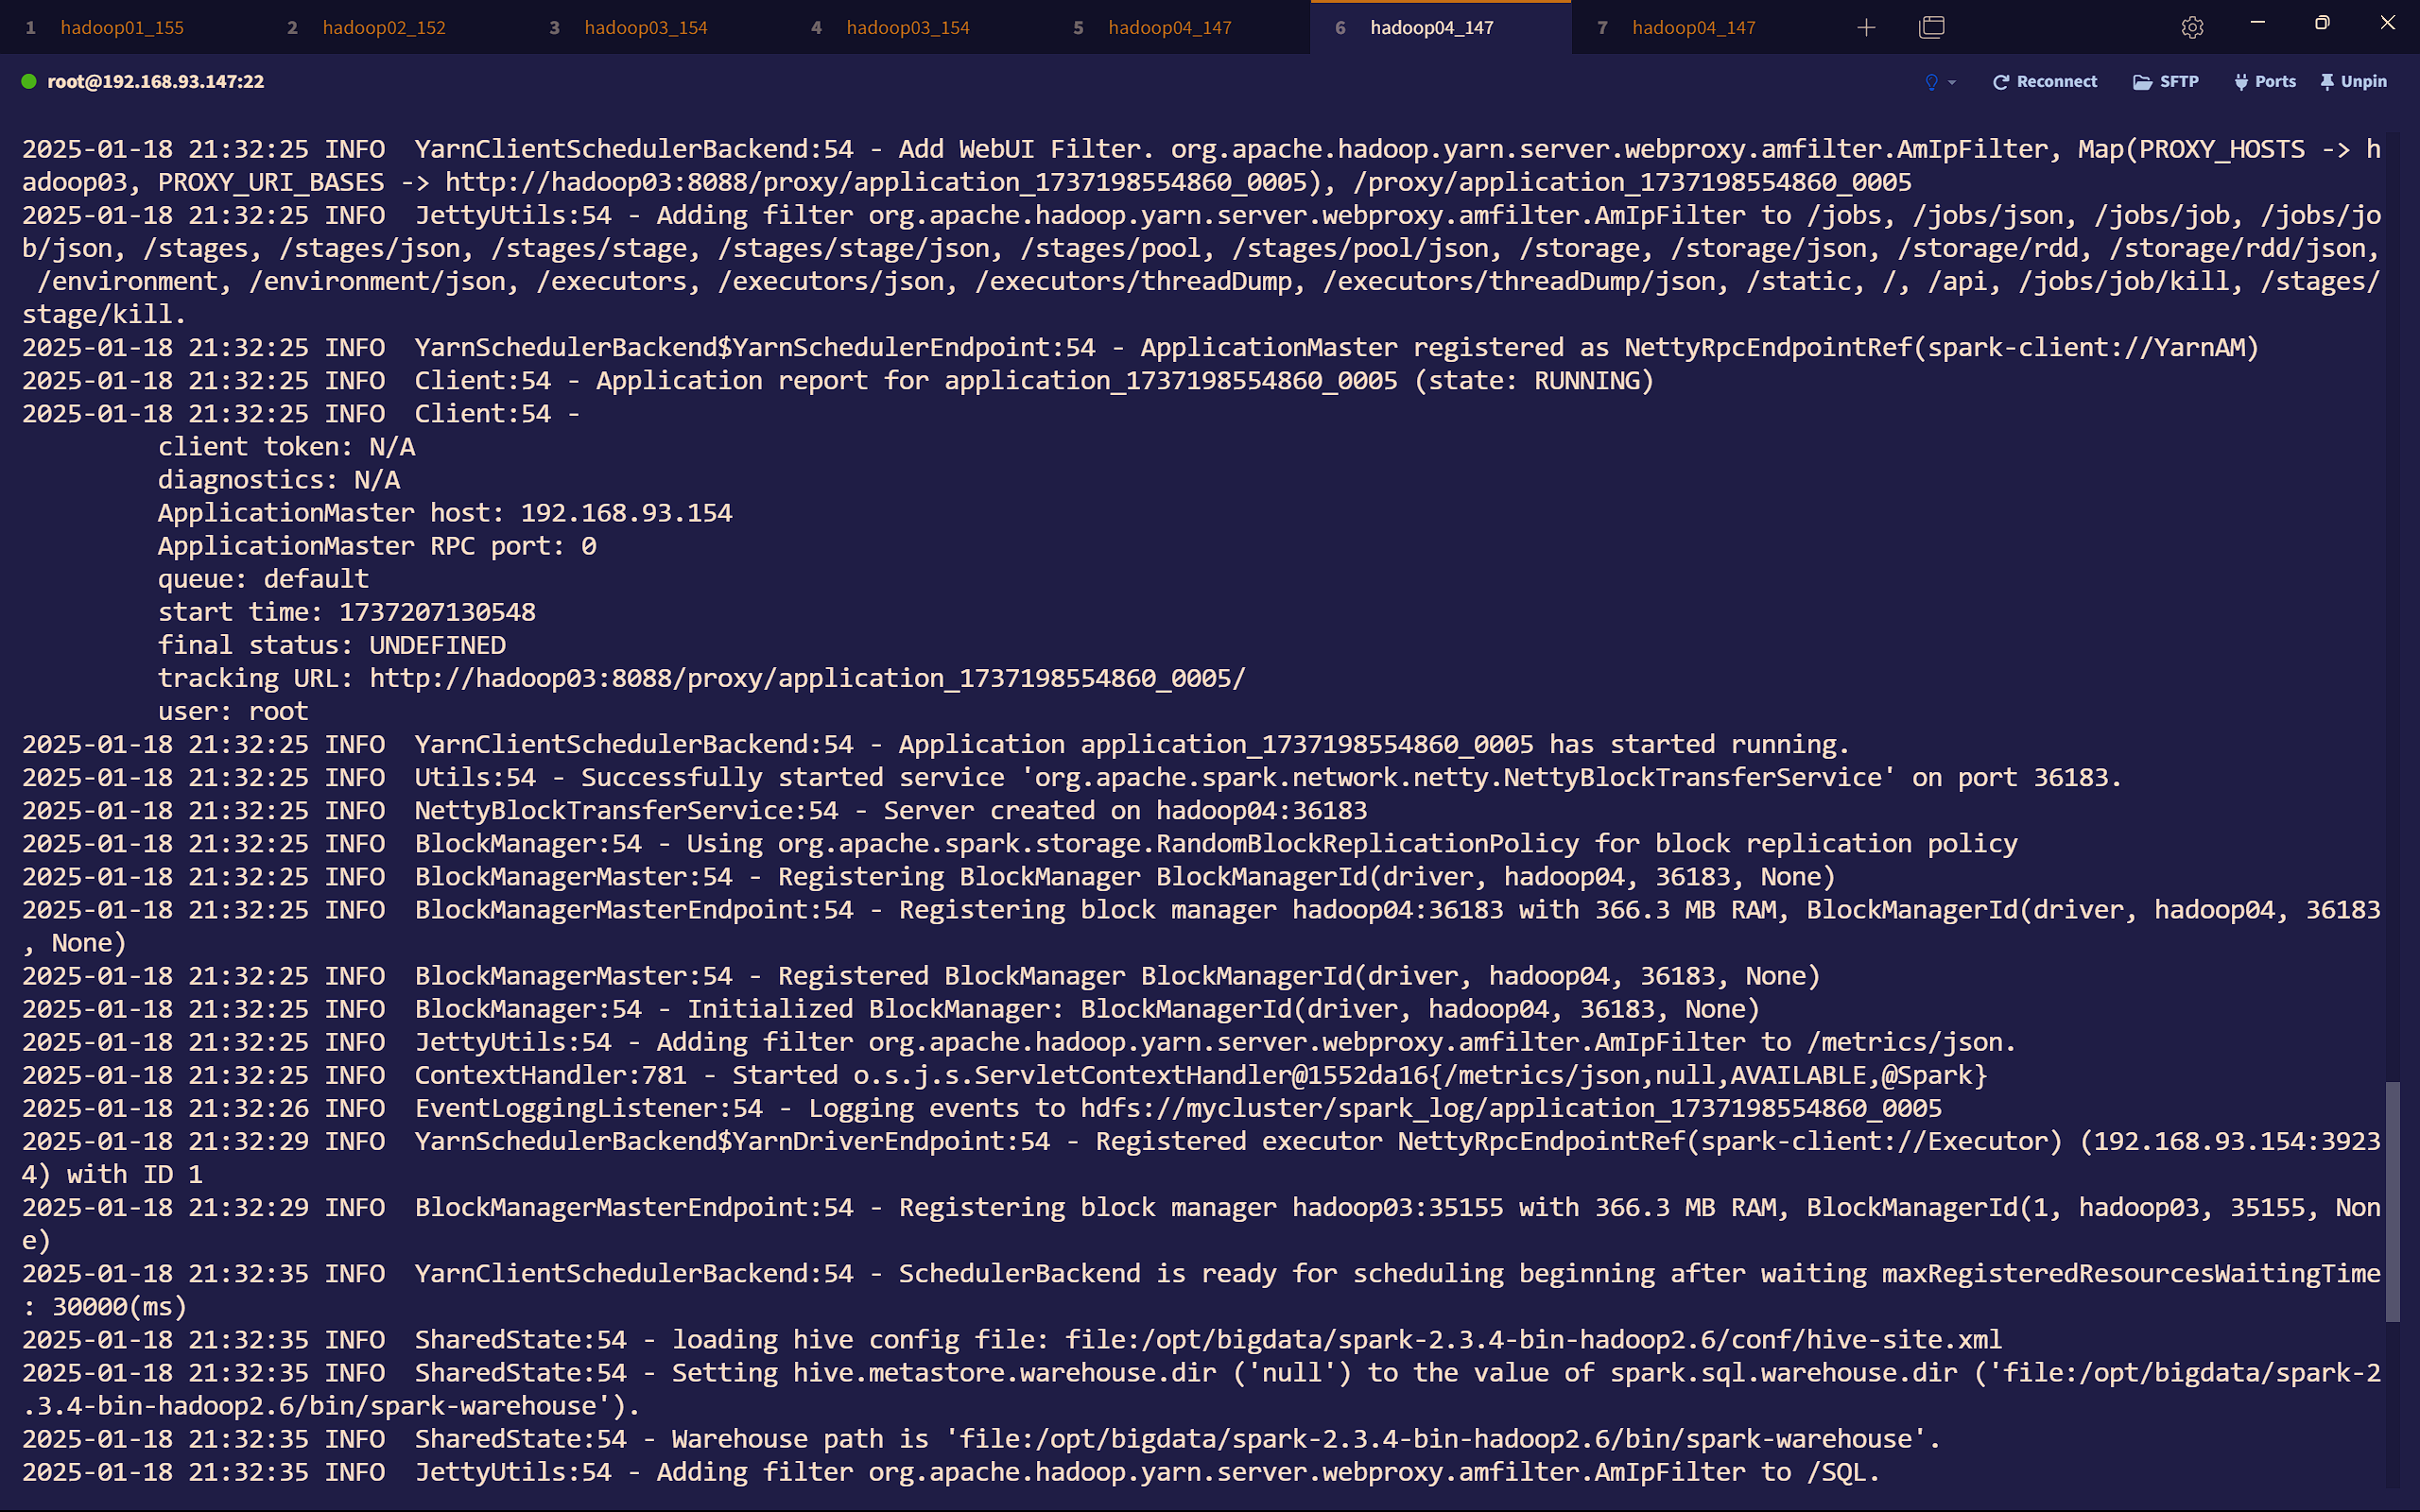 1 hadoop01_155 2 hadoop02_152 3 hadoop03_154 4 hadoop03_154 5 hadoop04_147 6 hadoop04_147 7 hadoop04_147
root@192.168.93.147:22 Reconnect SFTP Ports Unpin
2025-01-18 21:32:25 INFO  YarnClientSchedulerBackend:54 - Add WebUI Filter. org.apache.hadoop.yarn.server.webproxy.amfilter.AmIpFilter, Map(PROXY_HOSTS -> h
adoop03, PROXY_URI_BASES -> http://hadoop03:8088/proxy/application_1737198554860_0005), /proxy/application_1737198554860_0005
2025-01-18 21:32:25 INFO  JettyUtils:54 - Adding filter org.apache.hadoop.yarn.server.webproxy.amfilter.AmIpFilter to /jobs, /jobs/json, /jobs/job, /jobs/jo
b/json, /stages, /stages/json, /stages/stage, /stages/stage/json, /stages/pool, /stages/pool/json, /storage, /storage/json, /storage/rdd, /storage/rdd/json,
 /environment, /environment/json, /executors, /executors/json, /executors/threadDump, /executors/threadDump/json, /static, /, /api, /jobs/job/kill, /stages/
stage/kill.
2025-01-18 21:32:25 INFO  YarnSchedulerBackend$YarnSchedulerEndpoint:54 - ApplicationMaster registered as NettyRpcEndpointRef(spark-client://YarnAM)
2025-01-18 21:32:25 INFO  Client:54 - Application report for application_1737198554860_0005 (state: RUNNING)
2025-01-18 21:32:25 INFO  Client:54 -
         client token: N/A
         diagnostics: N/A
         ApplicationMaster host: 192.168.93.154
         ApplicationMaster RPC port: 0
         queue: default
         start time: 1737207130548
         final status: UNDEFINED
         tracking URL: http://hadoop03:8088/proxy/application_1737198554860_0005/
         user: root
2025-01-18 21:32:25 INFO  YarnClientSchedulerBackend:54 - Application application_1737198554860_0005 has started running.
2025-01-18 21:32:25 INFO  Utils:54 - Successfully started service 'org.apache.spark.network.netty.NettyBlockTransferService' on port 36183.
2025-01-18 21:32:25 INFO  NettyBlockTransferService:54 - Server created on hadoop04:36183
2025-01-18 21:32:25 INFO  BlockManager:54 - Using org.apache.spark.storage.RandomBlockReplicationPolicy for block replication policy
2025-01-18 21:32:25 INFO  BlockManagerMaster:54 - Registering BlockManager BlockManagerId(driver, hadoop04, 36183, None)
2025-01-18 21:32:25 INFO  BlockManagerMasterEndpoint:54 - Registering block manager hadoop04:36183 with 366.3 MB RAM, BlockManagerId(driver, hadoop04, 36183
, None)
2025-01-18 21:32:25 INFO  BlockManagerMaster:54 - Registered BlockManager BlockManagerId(driver, hadoop04, 36183, None)
2025-01-18 21:32:25 INFO  BlockManager:54 - Initialized BlockManager: BlockManagerId(driver, hadoop04, 36183, None)
2025-01-18 21:32:25 INFO  JettyUtils:54 - Adding filter org.apache.hadoop.yarn.server.webproxy.amfilter.AmIpFilter to /metrics/json.
2025-01-18 21:32:25 INFO  ContextHandler:781 - Started o.s.j.s.ServletContextHandler@1552da16{/metrics/json,null,AVAILABLE,@Spark}
2025-01-18 21:32:26 INFO  EventLoggingListener:54 - Logging events to hdfs://mycluster/spark_log/application_1737198554860_0005
2025-01-18 21:32:29 INFO  YarnSchedulerBackend$YarnDriverEndpoint:54 - Registered executor NettyRpcEndpointRef(spark-client://Executor) (192.168.93.154:3923
4) with ID 1
2025-01-18 21:32:29 INFO  BlockManagerMasterEndpoint:54 - Registering block manager hadoop03:35155 with 366.3 MB RAM, BlockManagerId(1, hadoop03, 35155, Non
e)
2025-01-18 21:32:35 INFO  YarnClientSchedulerBackend:54 - SchedulerBackend is ready for scheduling beginning after waiting maxRegisteredResourcesWaitingTime
: 30000(ms)
2025-01-18 21:32:35 INFO  SharedState:54 - loading hive config file: file:/opt/bigdata/spark-2.3.4-bin-hadoop2.6/conf/hive-site.xml
2025-01-18 21:32:35 INFO  SharedState:54 - Setting hive.metastore.warehouse.dir ('null') to the value of spark.sql.warehouse.dir ('file:/opt/bigdata/spark-2
.3.4-bin-hadoop2.6/bin/spark-warehouse').
2025-01-18 21:32:35 INFO  SharedState:54 - Warehouse path is 'file:/opt/bigdata/spark-2.3.4-bin-hadoop2.6/bin/spark-warehouse'.
2025-01-18 21:32:35 INFO  JettyUtils:54 - Adding filter org.apache.hadoop.yarn.server.webproxy.amfilter.AmIpFilter to /SQL.